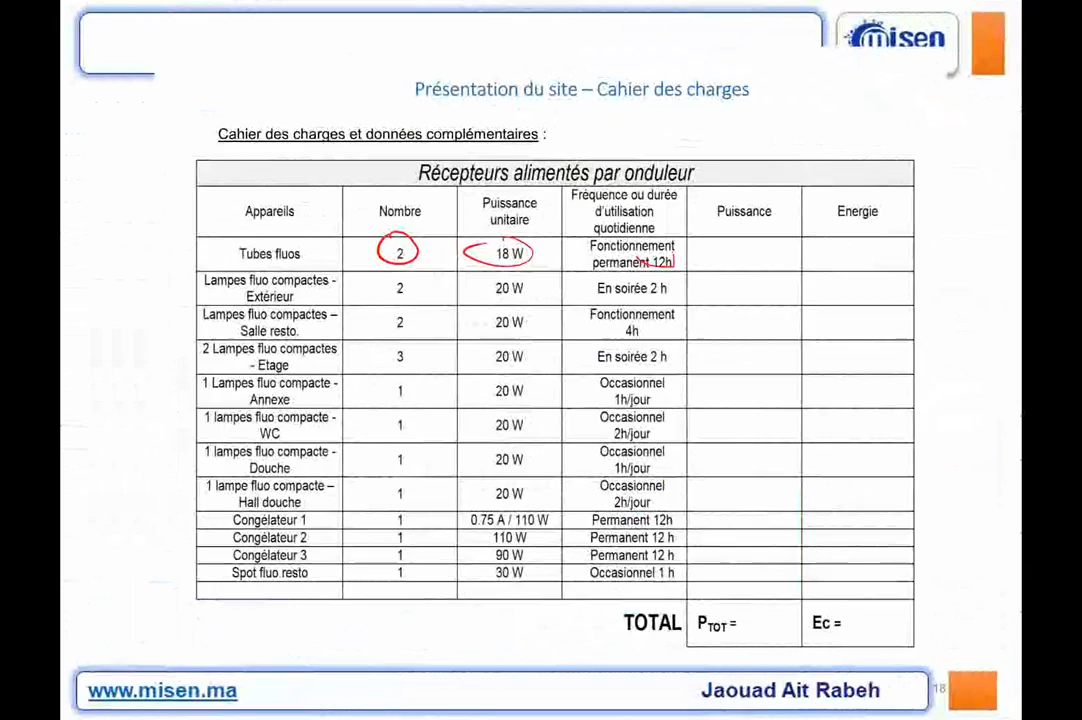 misen
Présentation du site – Cahier des charges
Cahier des charges et données complémentaires :
Récepteurs alimentés par onduleur
Appareils
Nombre
Puissance
unitaire
Fréquence ou durée
d'utilisation
quotidienne
Puissance
Energie
Tubes fluos
2
18 W
Fonctionnement
permanent 12h
Lampes fluo compactes -
Extérieur
2
20 W
En soirée 2 h
Lampes fluo compactes –
Salle resto.
2
20 W
Fonctionnement
4h
2 Lampes fluo compactes
- Etage
3
20 W
En soirée 2 h
1 Lampes fluo compacte -
Annexe
1
20 W
Occasionnel
1h/jour
1 lampes fluo compacte -
WC
1
20 W
Occasionnel
2h/jour
1 lampes fluo compacte -
Douche
1
20 W
Occasionnel
1h/jour
1 lampe fluo compacte –
Hall douche
1
20 W
Occasionnel
2h/jour
Congélateur 1
1
0.75 A / 110 W
Permanent 12h
Congélateur 2
1
110 W
Permanent 12 h
Congélateur 3
1
90 W
Permanent 12 h
Spot fluo resto
1
30 W
Occasionnel 1 h
TOTAL
PTOT =
Ec =
www.misen.ma
Jaouad Ait Rabeh
18